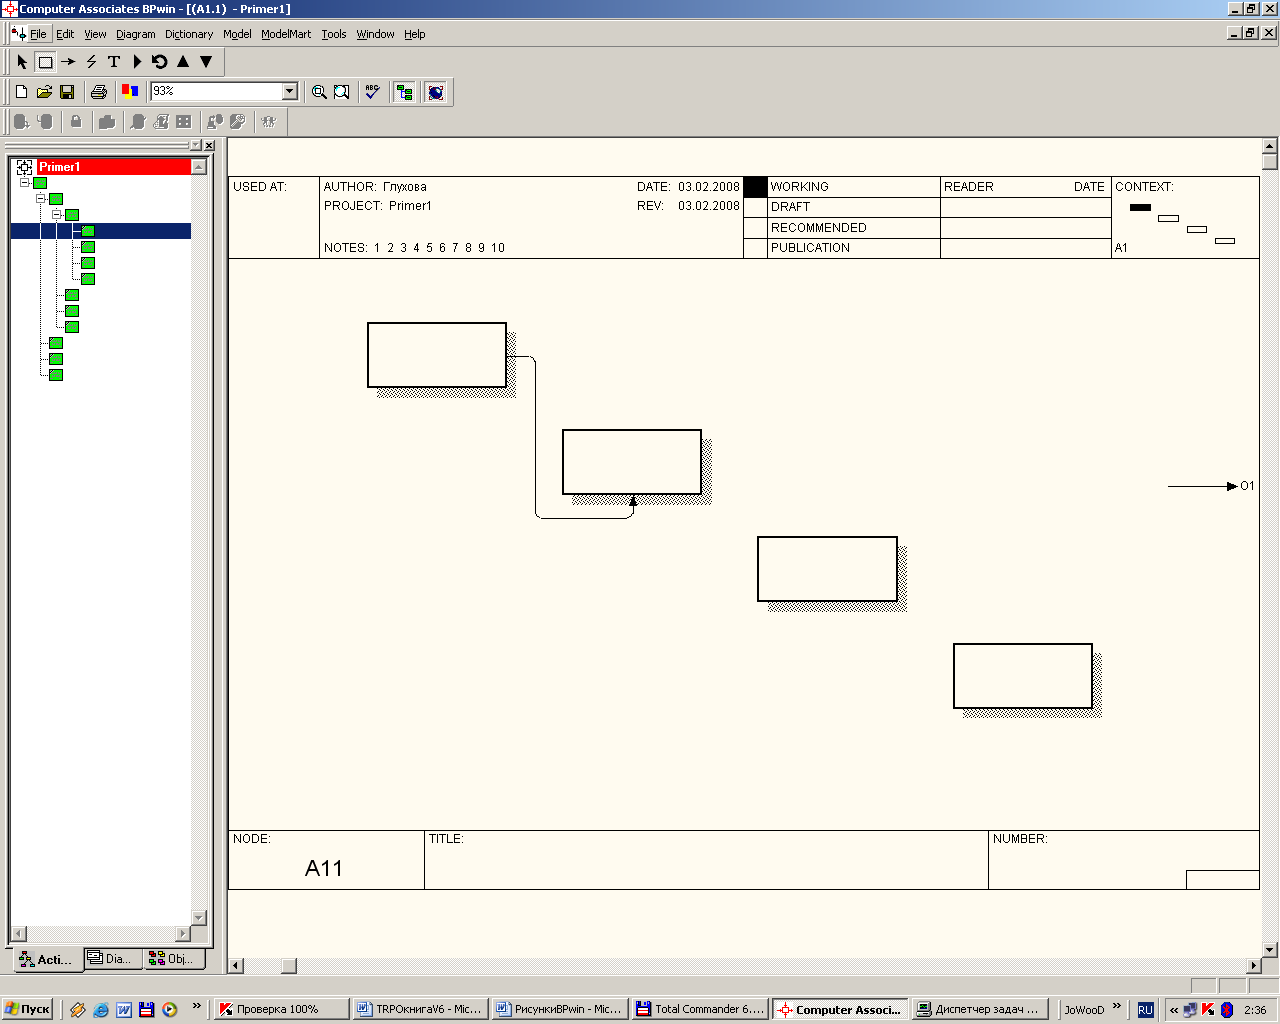 Computer Associates BPwin - [(A1.1)  - Primer1]
File Edit View Diagram Dictionary Model ModelMart Tools Window Help
T
93%
ABC
Primer1
USED AT:
AUTHOR: Глухова
DATE: 03.02.2008
PROJECT: Primer1
REV: 03.02.2008
NOTES: 1 2 3 4 5 6 7 8 9 10
WORKING
DRAFT
RECOMMENDED
PUBLICATION
READER DATE
CONTEXT:
A1
O1
NODE:
A11
TITLE:
NUMBER:
Acti... Dia... Obj...
Пуск
»
Проверка 100%
TRPOкнигаV6 - Mic...
РисункиBPwin - Mic...
Total Commander 6....
Computer Associ...
Диспетчер задач ...
JoWooD » RU « 2:36